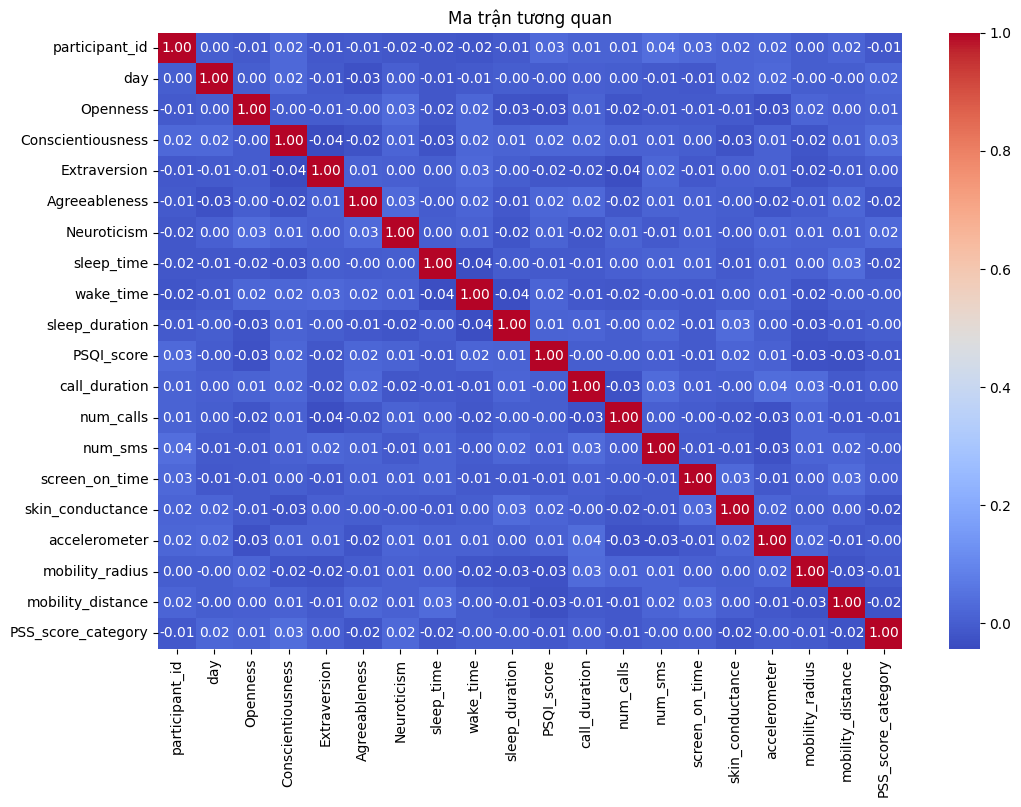 Ma trận tương quan
participant_id 1.00 0.00 -0.01 0.02 -0.01 -0.01 -0.02 -0.02 -0.02 -0.01 0.03 0.01 0.01 0.04 0.03 0.02 0.02 0.00 0.02 -0.01
day 0.00 1.00 0.00 0.02 -0.01 -0.03 0.00 -0.01 -0.01 -0.00 -0.00 0.00 0.00 -0.01 -0.01 0.02 0.02 -0.00 -0.00 0.02
Openness -0.01 0.00 1.00 -0.00 -0.01 -0.00 0.03 -0.02 0.02 -0.03 -0.03 0.01 -0.02 -0.01 -0.01 -0.01 -0.03 0.02 0.00 0.01
Conscientiousness 0.02 0.02 -0.00 1.00 -0.04 -0.02 0.01 -0.03 0.02 0.01 0.02 0.02 0.01 0.01 0.01 -0.03 0.01 -0.02 0.01 0.03
Extraversion -0.01 -0.01 -0.01 -0.04 1.00 0.01 0.00 0.00 0.03 -0.00 -0.02 -0.02 -0.04 0.02 -0.01 0.00 0.01 -0.02 -0.01 0.00
Agreeableness -0.01 -0.03 -0.00 -0.02 0.01 1.00 0.03 -0.00 0.02 -0.01 0.02 0.02 -0.02 0.01 0.01 -0.00 -0.02 -0.01 0.02 -0.02
Neuroticism -0.02 0.00 0.03 0.01 0.00 0.03 1.00 0.00 0.01 -0.02 0.01 -0.02 0.01 -0.01 0.01 -0.00 0.01 0.01 0.01 0.02
sleep_time -0.02 -0.01 -0.02 -0.03 0.00 -0.00 0.00 1.00 -0.04 -0.00 -0.01 -0.01 0.00 0.01 0.01 -0.01 0.01 0.00 0.03 -0.02
wake_time -0.02 -0.01 0.02 0.02 0.03 0.02 0.01 -0.04 1.00 -0.04 0.02 -0.01 -0.02 -0.00 -0.01 0.00 0.01 -0.02 -0.00 -0.00
sleep_duration -0.01 -0.00 -0.03 0.01 -0.00 -0.01 -0.02 -0.00 -0.04 1.00 0.01 0.01 -0.00 0.02 -0.01 0.03 0.00 -0.03 -0.01 -0.00
PSQI_score 0.03 -0.00 -0.03 0.02 -0.02 0.02 0.01 -0.01 0.02 0.01 1.00 -0.00 -0.00 0.01 -0.01 0.02 0.01 -0.03 -0.03 -0.01
call_duration 0.01 0.00 0.01 0.02 -0.02 0.02 -0.02 -0.01 -0.01 0.01 -0.00 1.00 -0.03 0.03 0.01 -0.00 0.04 0.03 -0.01 0.00
num_calls 0.01 0.00 -0.02 0.01 -0.04 -0.02 0.01 0.00 -0.02 -0.00 -0.00 -0.03 1.00 0.00 -0.00 -0.02 -0.03 0.01 -0.01 -0.01
num_sms 0.04 -0.01 -0.01 0.01 0.02 0.01 -0.01 0.01 -0.00 0.02 0.01 0.03 0.00 1.00 -0.01 -0.01 -0.03 0.01 0.02 -0.00
screen_on_time 0.03 -0.01 -0.01 0.01 -0.01 0.01 0.01 0.01 -0.01 -0.01 -0.01 0.01 -0.00 -0.01 1.00 0.03 -0.01 0.00 0.03 0.00
skin_conductance 0.02 0.02 -0.01 -0.03 0.00 -0.00 -0.00 -0.01 0.00 0.03 0.02 -0.00 -0.02 -0.01 0.03 1.00 0.02 0.00 0.00 -0.02
accelerometer 0.02 0.02 -0.03 0.01 0.01 -0.02 0.01 0.01 0.01 0.00 0.01 0.04 -0.03 -0.03 -0.01 0.02 1.00 0.02 -0.01 -0.00
mobility_radius 0.00 -0.00 0.02 -0.02 -0.02 -0.01 0.01 0.00 -0.02 -0.03 -0.03 0.03 0.01 0.01 0.00 0.00 0.02 1.00 -0.03 -0.01
mobility_distance 0.02 -0.00 0.00 0.01 -0.01 0.02 0.01 0.03 -0.00 -0.01 -0.03 -0.01 -0.01 0.02 0.03 0.00 -0.01 -0.03 1.00 -0.02
PSS_score_category -0.01 0.02 0.01 0.03 0.00 -0.02 0.02 -0.02 -0.00 -0.00 -0.01 0.00 -0.01 -0.00 0.00 -0.02 -0.00 -0.01 -0.02 1.00
participant_id
day
Openness
Conscientiousness
Extraversion
Agreeableness
Neuroticism
sleep_time
wake_time
sleep_duration
PSQI_score
call_duration
num_calls
num_sms
screen_on_time
skin_conductance
accelerometer
mobility_radius
mobility_distance
PSS_score_category
1.0
0.8
0.6
0.4
0.2
0.0